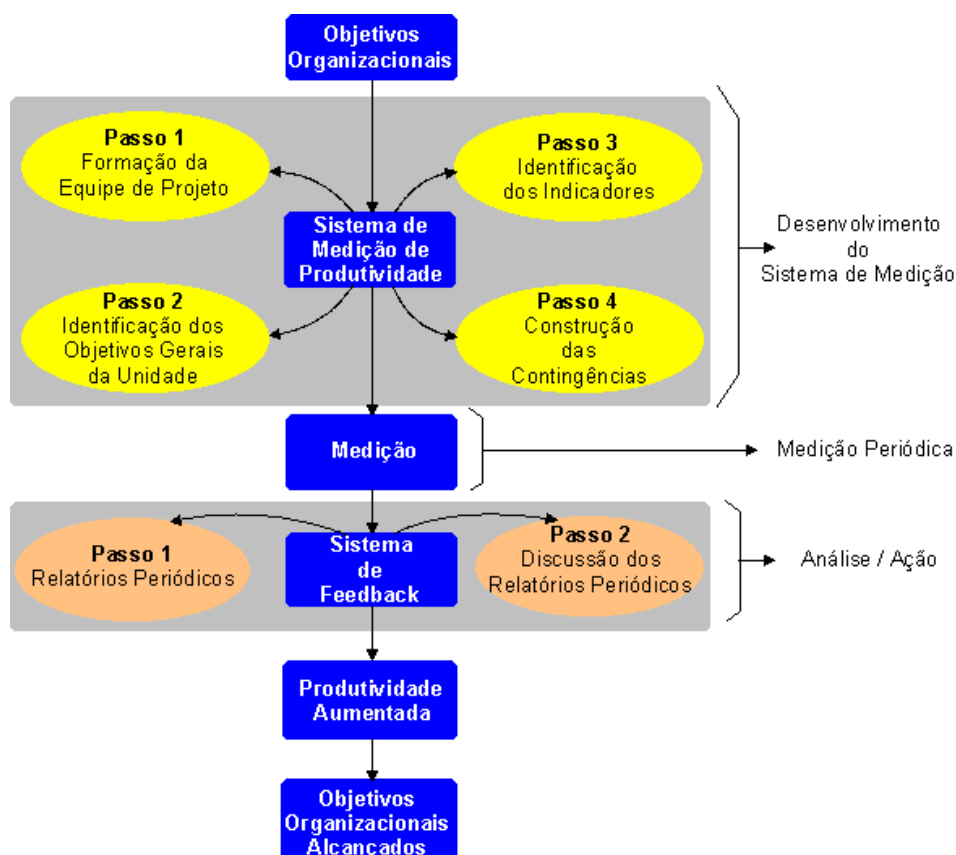 Objetivos
Organizacionais
Passo 1
Formação da
Equipe de Projeto
Passo 3
Identificação
dos Indicadores
Sistema de
Medição de
Produtividade
Desenvolvimento
do
Sistema de Medição
Passo 2
Identificação dos
Objetivos Gerais
da Unidade
Passo 4
Construção
das
Contingências
Medição
Medição Periódica
Passo 1
Relatórios Periódicos
Sistema
de
Feedback
Passo 2
Discussão dos
Relatórios Periódicos
Análise / Ação
Produtividade
Aumentada
Objetivos
Organizacionais
Alcançados